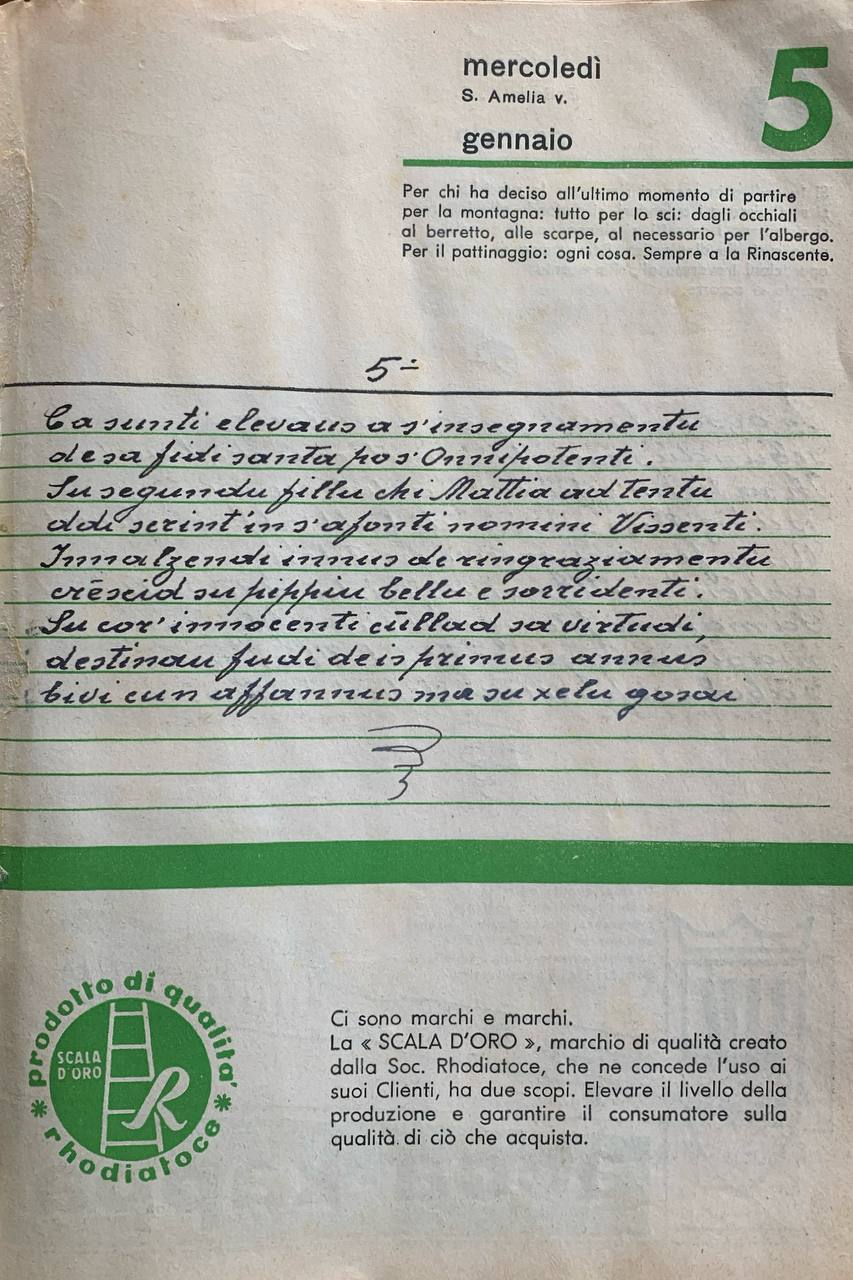 mercoledì
S. Amelia v.
gennaio
5
Per chi ha deciso all'ultimo momento di partire
per la montagna: tutto per lo sci: dagli occhiali
al berretto, alle scarpe, al necessario per l'albergo.
Per il pattinaggio: ogni cosa. Sempre a la Rinascente.
5
Ca sunti elevaus a s'insegnamentu
de sa fidi santa po s'Onnipotenti.
Su segundu fillu chi Mattia ad tentu
ddi scrint' in s'afonti nomini Vissenti.
Innalzendi innus de ringraziamentu
crèscid su pippiu bellu e sorridenti.
Su cor' innocenti cùllad sa virtudi,
destinau fudi de is primus annus
bivi cun affannus ma su xelu gosau
prodotto di qualità
SCALA
D'ORO
R
rhodiatoce
Ci sono marchi e marchi.
La « SCALA D'ORO », marchio di qualità creato
dalla Soc. Rhodiatoce, che ne concede l'uso ai
suoi Clienti, ha due scopi. Elevare il livello della
produzione e garantire il consumatore sulla
qualità di ciò che acquista.